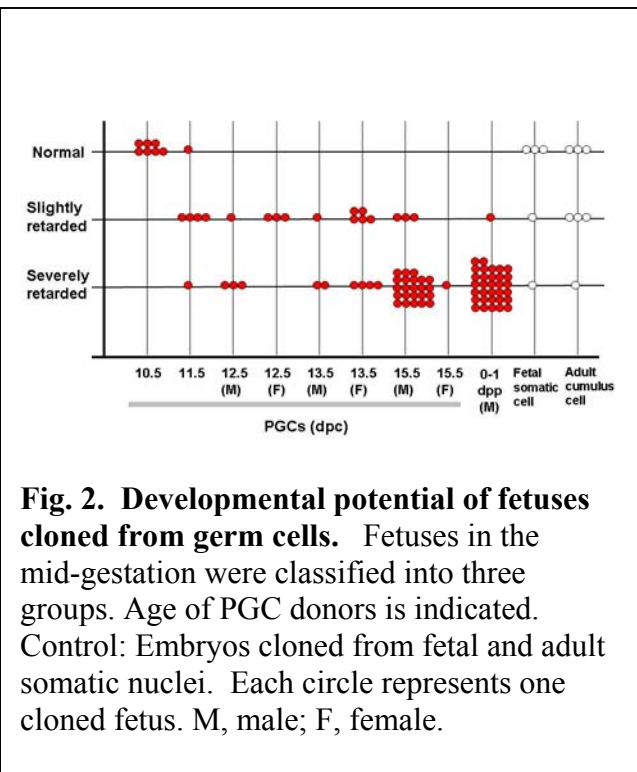 Normal
Slightly
retarded
Severely
retarded
10.5 11.5 12.5 12.5 13.5 13.5 15.5 15.5 0-1 Fetal Adult
(M) (F) (M) (F) (M) (F) dpp somatic cumulus
(M) cell cell
PGCs (dpc)
Fig. 2. Developmental potential of fetuses
cloned from germ cells. Fetuses in the
mid-gestation were classified into three
groups. Age of PGC donors is indicated.
Control: Embryos cloned from fetal and adult
somatic nuclei. Each circle represents one
cloned fetus. M, male; F, female.